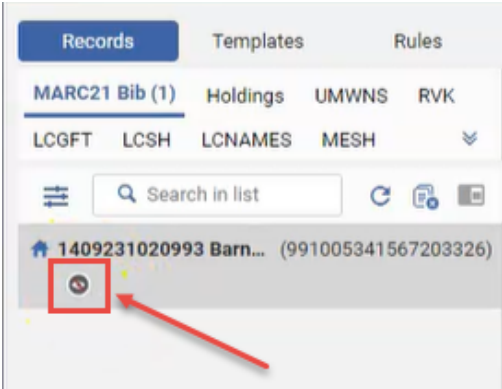 Records Templates Rules
MARC21 Bib (1) Holdings UMWNS RVK
LCGFT LCSH LCNAMES MESH
Search in list
1409231020993 Barn... (991005341567203326)